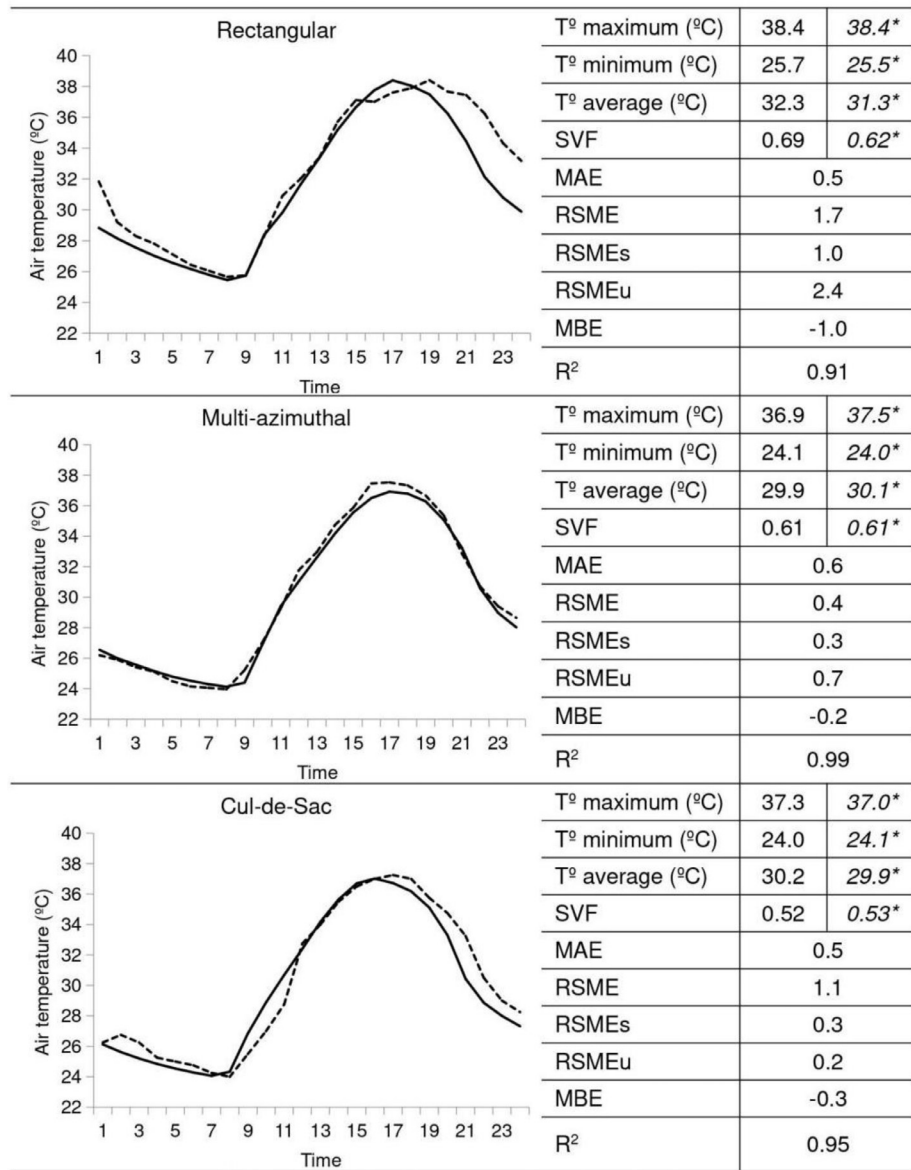 Rectangular
Air temperature (ºC)
40
38
36
34
32
30
28
26
24
22
1 3 5 7 9 11 13 15 17 19 21 23
Time
Tº maximum (ºC) 38.4 38.4*
Tº minimum (ºC) 25.7 25.5*
Tº average (ºC) 32.3 31.3*
SVF 0.69 0.62*
MAE 0.5
RSME 1.7
RSMEs 1.0
RSMEu 2.4
MBE -1.0
R² 0.91
Multi-azimuthal
Air temperature (ºC)
40
38
36
34
32
30
28
26
24
22
1 3 5 7 9 11 13 15 17 19 21 23
Time
Tº maximum (ºC) 36.9 37.5*
Tº minimum (ºC) 24.1 24.0*
Tº average (ºC) 29.9 30.1*
SVF 0.61 0.61*
MAE 0.6
RSME 0.4
RSMEs 0.3
RSMEu 0.7
MBE -0.2
R² 0.99
Cul-de-Sac
Air temperature (ºC)
40
38
36
34
32
30
28
26
24
22
1 3 5 7 9 11 13 15 17 19 21 23
Time
Tº maximum (ºC) 37.3 37.0*
Tº minimum (ºC) 24.0 24.1*
Tº average (ºC) 30.2 29.9*
SVF 0.52 0.53*
MAE 0.5
RSME 1.1
RSMEs 0.3
RSMEu 0.2
MBE -0.3
R² 0.95